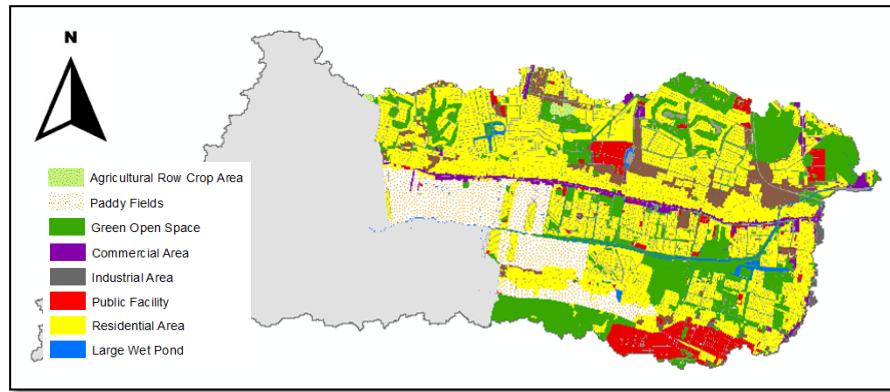 N
Agricultural Row Crop Area
Paddy Fields
Green Open Space
Commercial Area
Industrial Area
Public Facility
Residential Area
Large Wet Pond